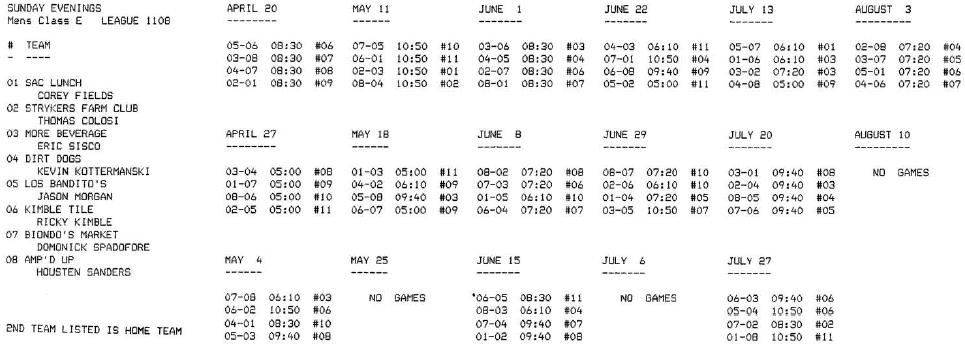 SUNDAY EVENINGS APRIL 20 MAY 11 JUNE 1 JUNE 22 JULY 13 AUGUST 3
Mens Class E LEAGUE 1108 -------- ------ ------- ------- ------- ---------
# TEAM 05-06 08:30 #06 07-05 10:50 #10 03-06 08:30 #03 04-03 06:10 #11 05-07 06:10 #01 02-08 07:20 #04
- ---- 03-08 08:30 #07 06-01 10:50 #11 04-05 08:30 #04 07-01 10:50 #04 01-06 06:10 #03 03-07 07:20 #05
04-07 08:30 #08 02-03 10:50 #01 02-07 08:30 #06 06-08 09:40 #09 03-02 07:20 #03 05-01 07:20 #06
01 SAC LUNCH 02-01 08:30 #09 08-04 10:50 #02 08-01 08:30 #07 05-02 05:00 #11 04-08 05:00 #09 04-06 07:20 #07
COREY FIELDS
02 STRYKERS FARM CLUB
THOMAS COLOSI
03 MORE BEVERAGE APRIL 27 MAY 18 JUNE 8 JUNE 29 JULY 20 AUGUST 10
ERIC SISCO -------- ------ ------- ------- ------- ---------
04 DIRT DOGS
KEVIN KOTTERMANSKI 03-04 05:00 #08 01-03 05:00 #11 08-02 07:20 #08 08-07 07:20 #10 03-01 09:40 #08 NO GAMES
05 LOS BANDITO'S 01-07 05:00 #09 04-02 06:10 #09 07-03 07:20 #06 02-06 06:10 #10 02-04 09:40 #03
JASON MORGAN 08-06 05:00 #10 05-08 09:40 #03 01-05 06:10 #10 01-04 07:20 #05 08-05 09:40 #04
06 KIMBLE TILE 02-05 05:00 #11 06-07 05:00 #09 06-04 07:20 #07 03-05 10:50 #07 07-06 09:40 #05
RICKY KIMBLE
07 BIONDO'S MARKET
DOMONICK SPADOFORE
08 AMP'D UP MAY 4 MAY 25 JUNE 15 JULY 6 JULY 27
HOUSTEN SANDERS ------ ------ ------- ------- -------
07-08 06:10 #03 NO GAMES '06-05 08:30 #11 NO GAMES 06-03 09:40 #06
06-02 10:50 #06 08-03 06:10 #04 05-04 10:50 #06
2ND TEAM LISTED IS HOME TEAM 04-01 08:30 #10 07-04 09:40 #07 07-02 08:30 #02
05-03 09:40 #08 01-02 09:40 #08 01-08 10:50 #11